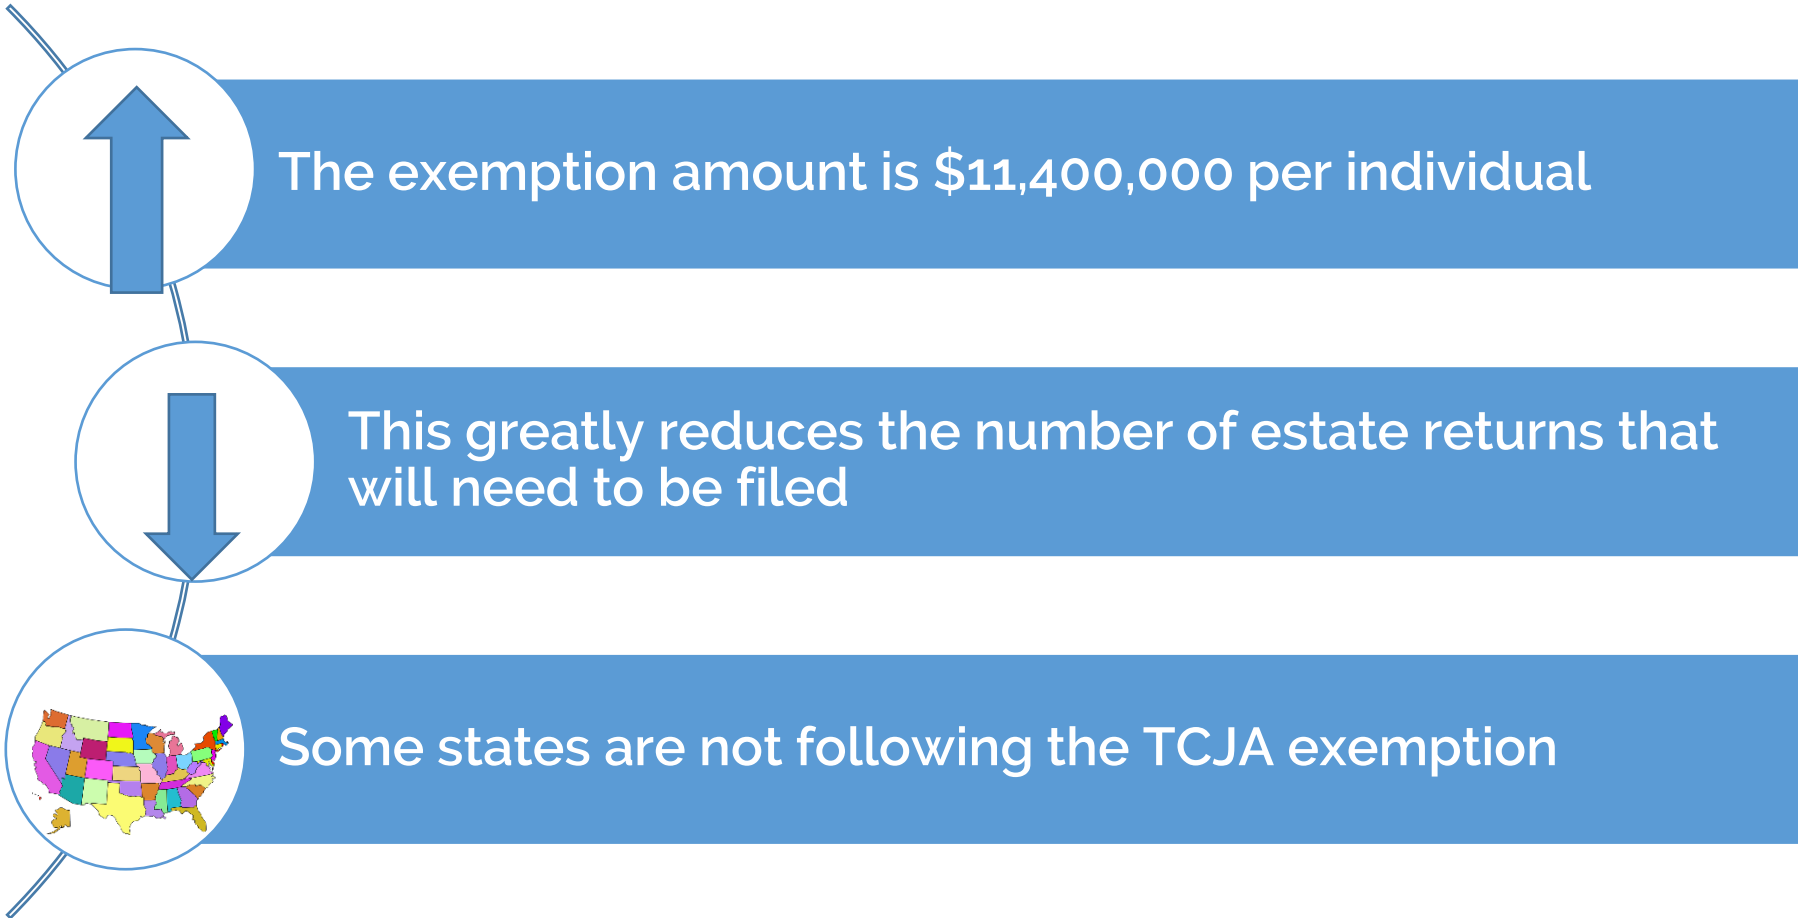 The exemption amount is $11,400,000 per individual
This greatly reduces the number of estate returns that
will need to be filed
Some states are not following the TCJA exemption